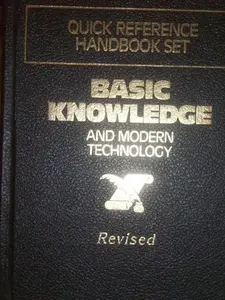 QUICK REFERENCE
HANDBOOK SET
BASIC
KNOWLEDGE
AND MODERN
TECHNOLOGY
Revised